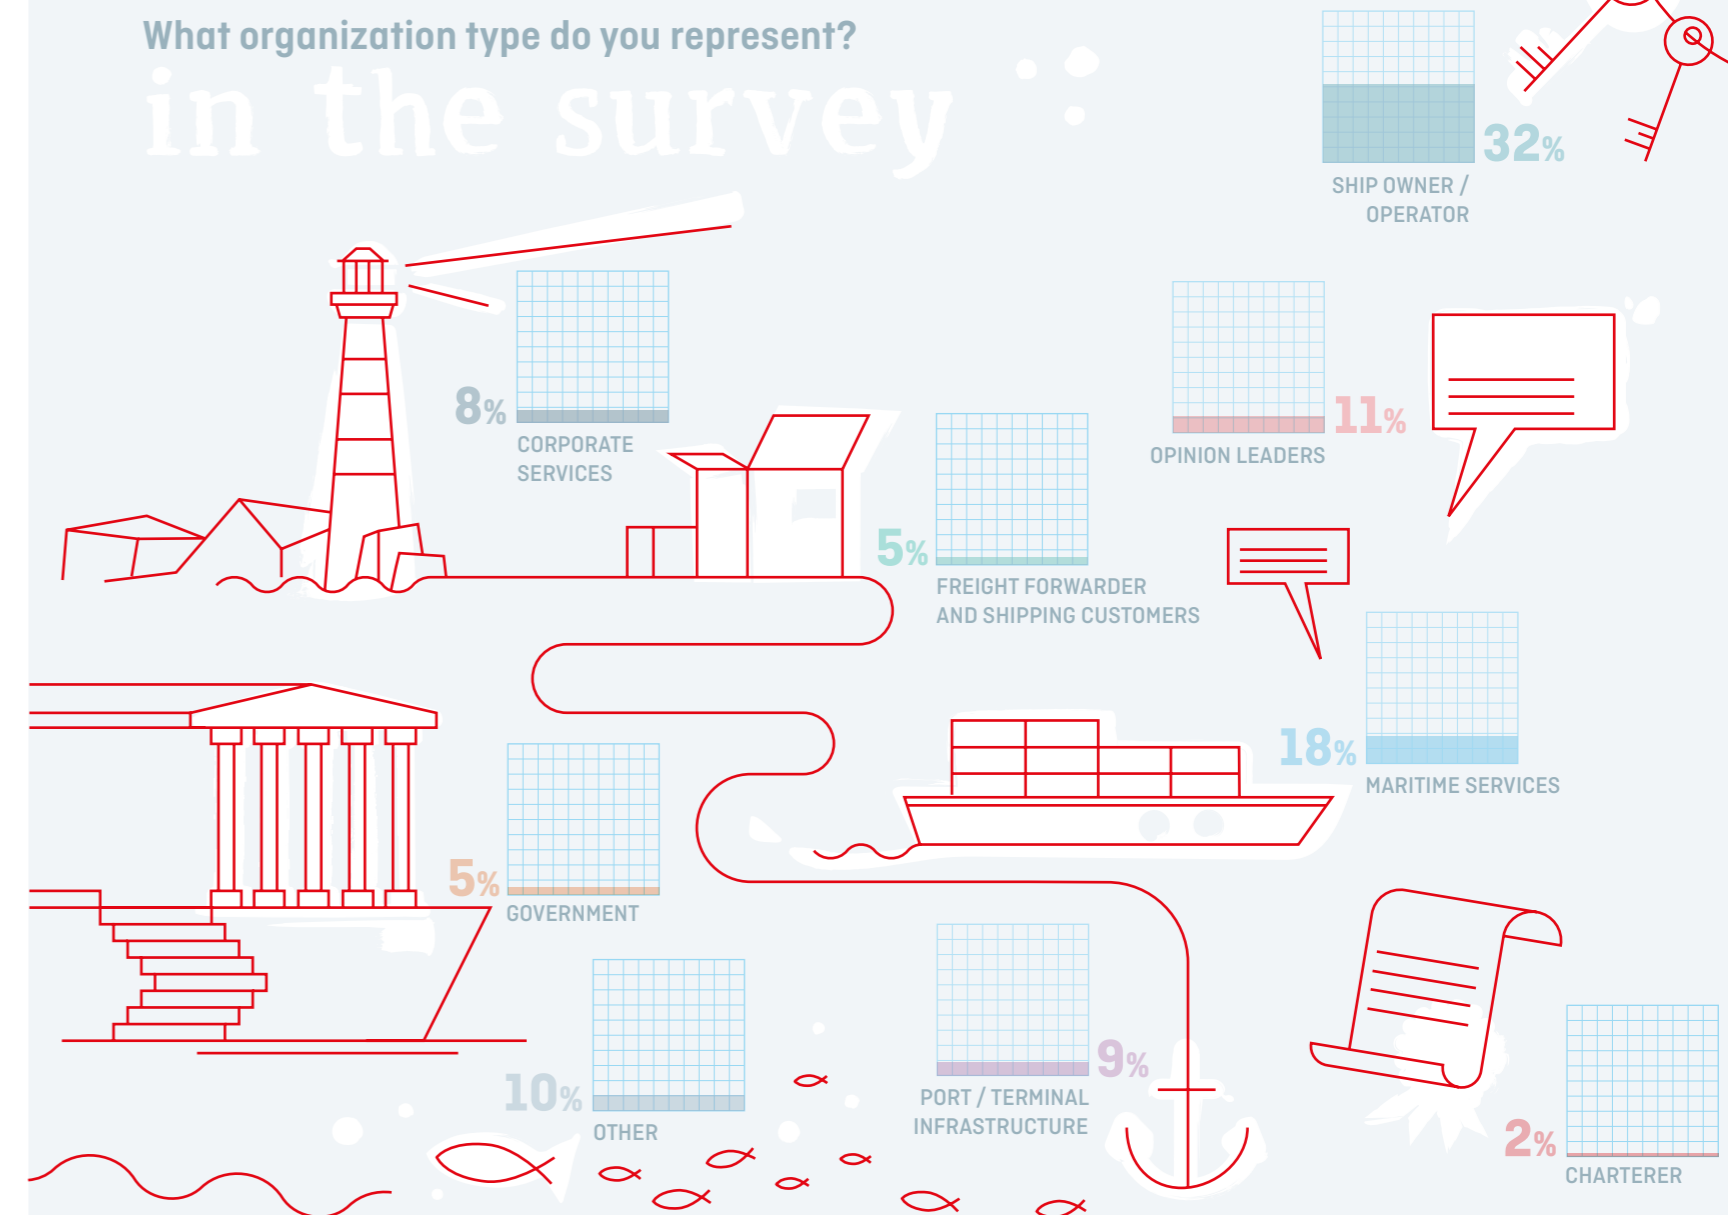 What organization type do you represent?
in the survey
32%
SHIP OWNER /
OPERATOR
8%
CORPORATE
SERVICES
11%
OPINION LEADERS
5%
FREIGHT FORWARDER
AND SHIPPING CUSTOMERS
18%
MARITIME SERVICES
5%
GOVERNMENT
10%
OTHER
9%
PORT / TERMINAL
INFRASTRUCTURE
2%
CHARTERER